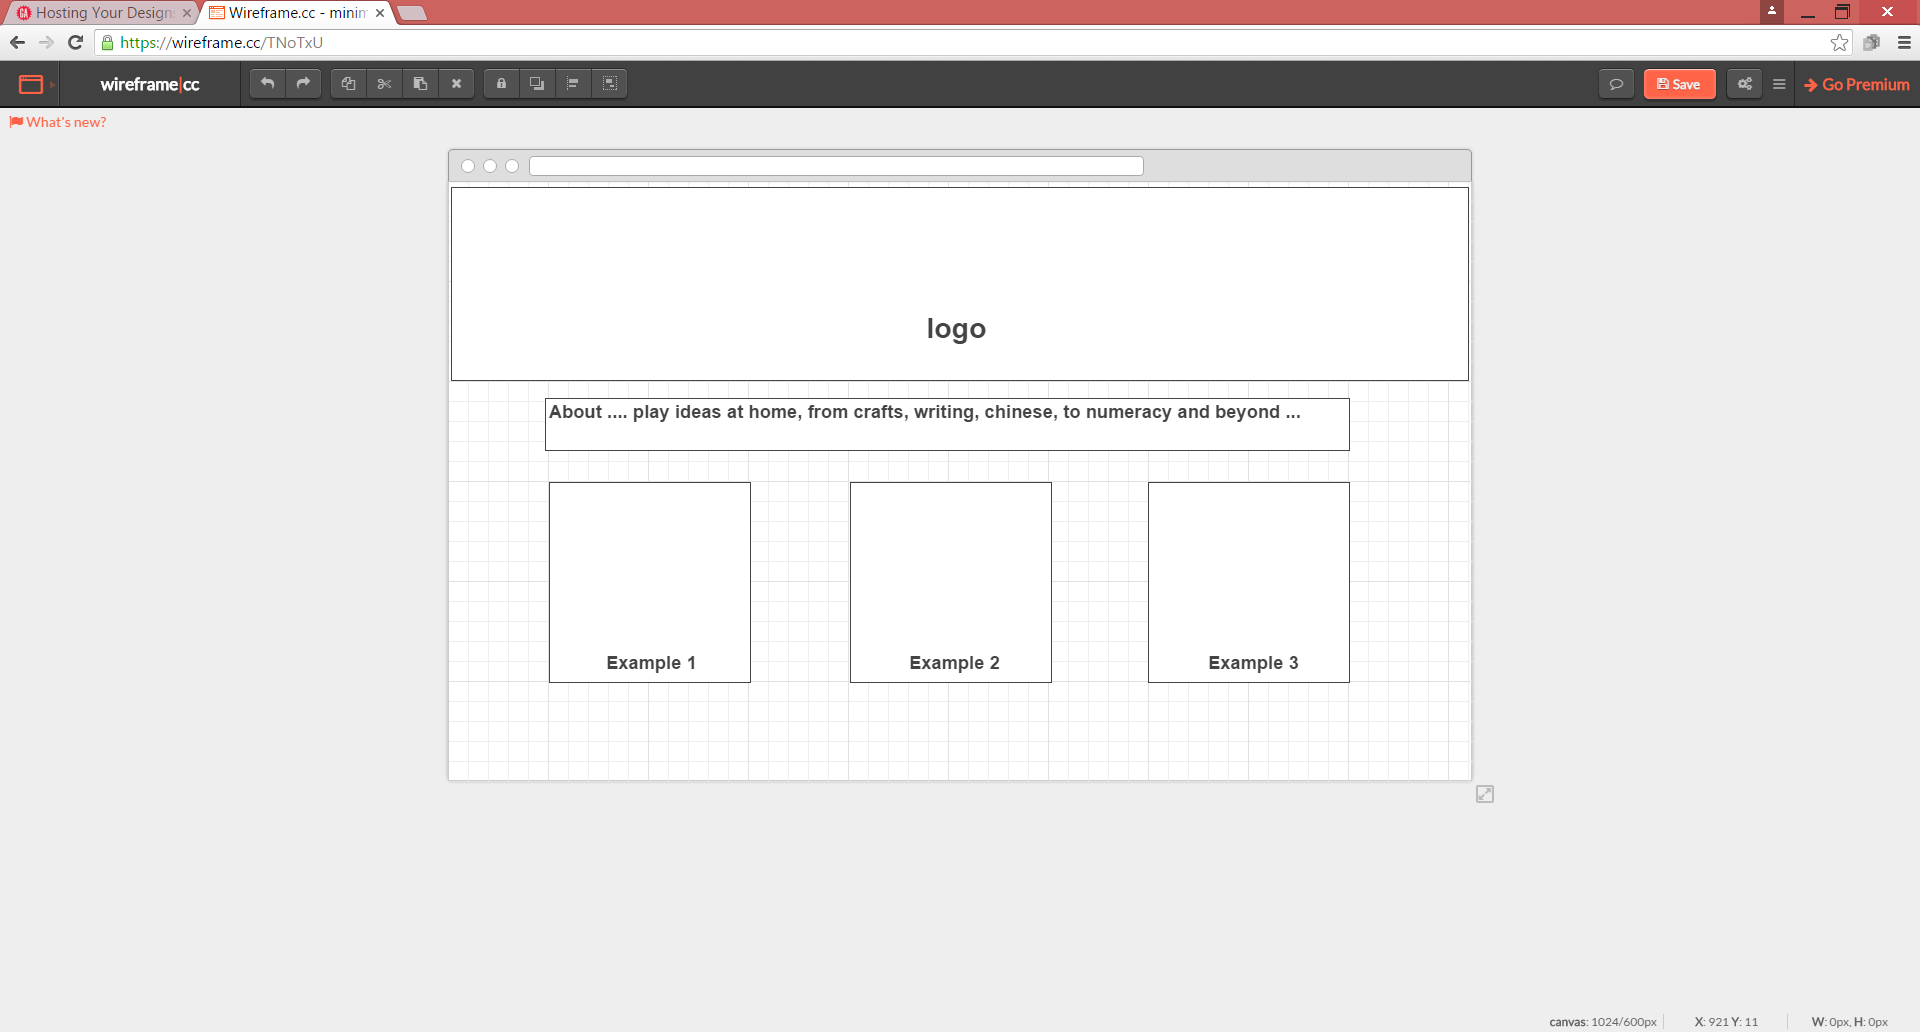 Hosting Your Design
Wireframe.cc - minim
https://wireframe.cc/TNoTxU
wireframe|cc
Save
Go Premium
What's new?
logo
About .... play ideas at home, from crafts, writing, chinese, to numeracy and beyond ...
Example 1
Example 2
Example 3
canvas: 1024/600px
X: 921 Y: 11
W: 0px, H: 0px